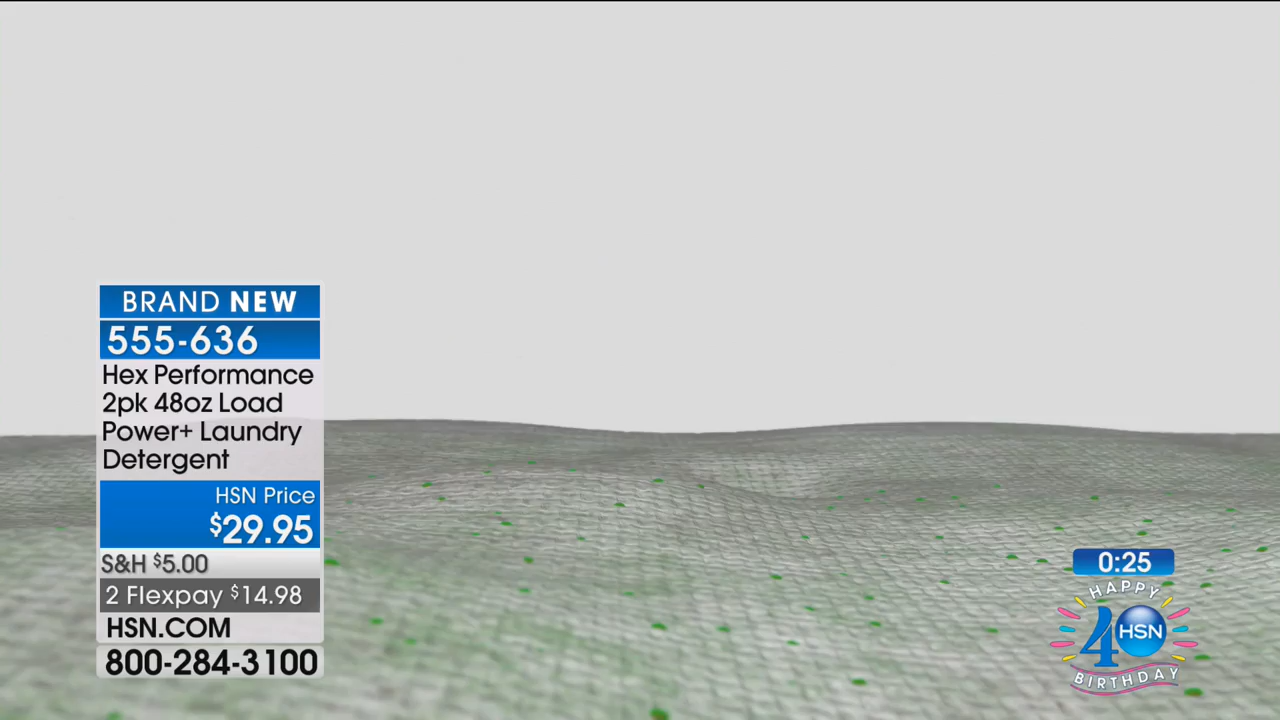 BRAND NEW
555-636
Hex Performance
2pk 48oz Load
Power+ Laundry
Detergent
HSN Price
$29.95
S&H $5.00
2 Flexpay $14.98
HSN.COM
800-284-3100
0:25
HAPPY
40 HSN
BIRTHDAY